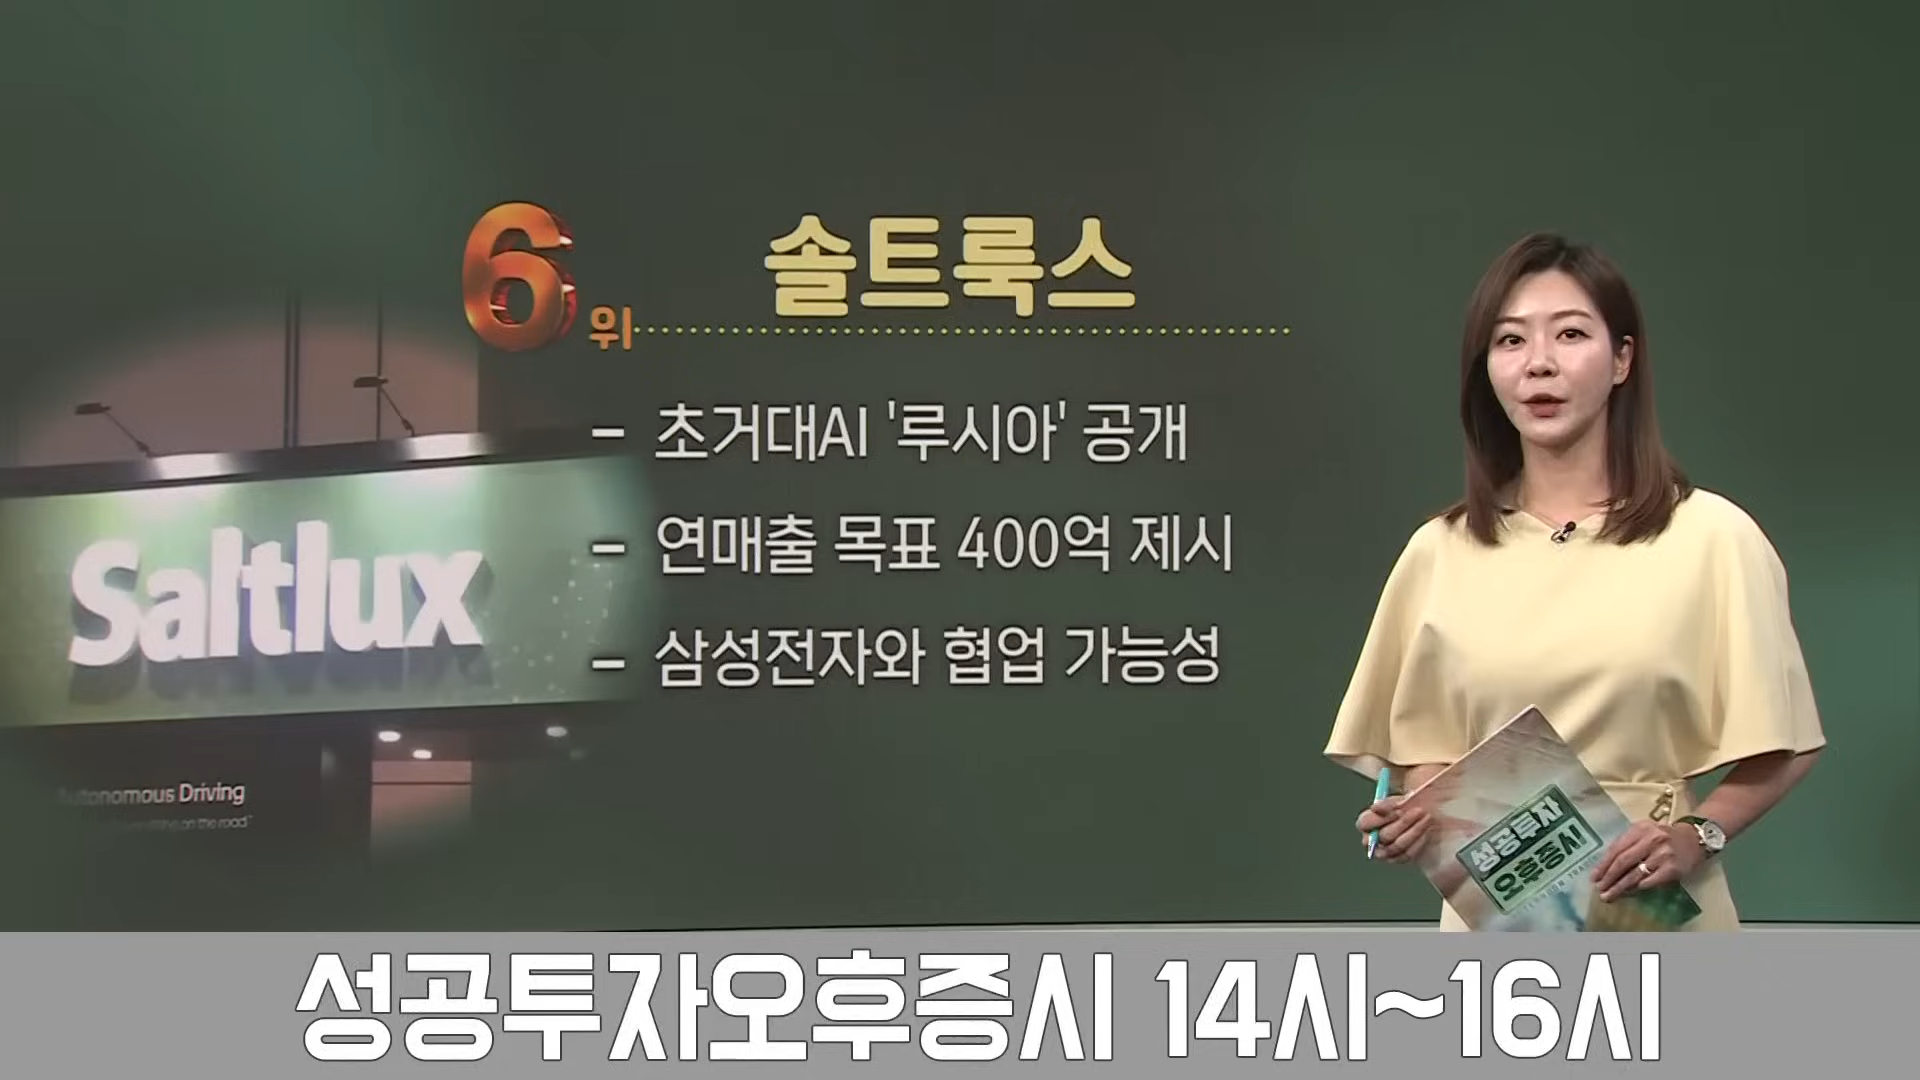 6위 솔트룩스
- 초거대AI '루시아' 공개
- 연매출 목표 400억 제시
- 삼성전자와 협업 가능성
Saltlux
Autonomous Driving
on the road"
성공투자
오후증시
성공투자오후증시 14시~16시